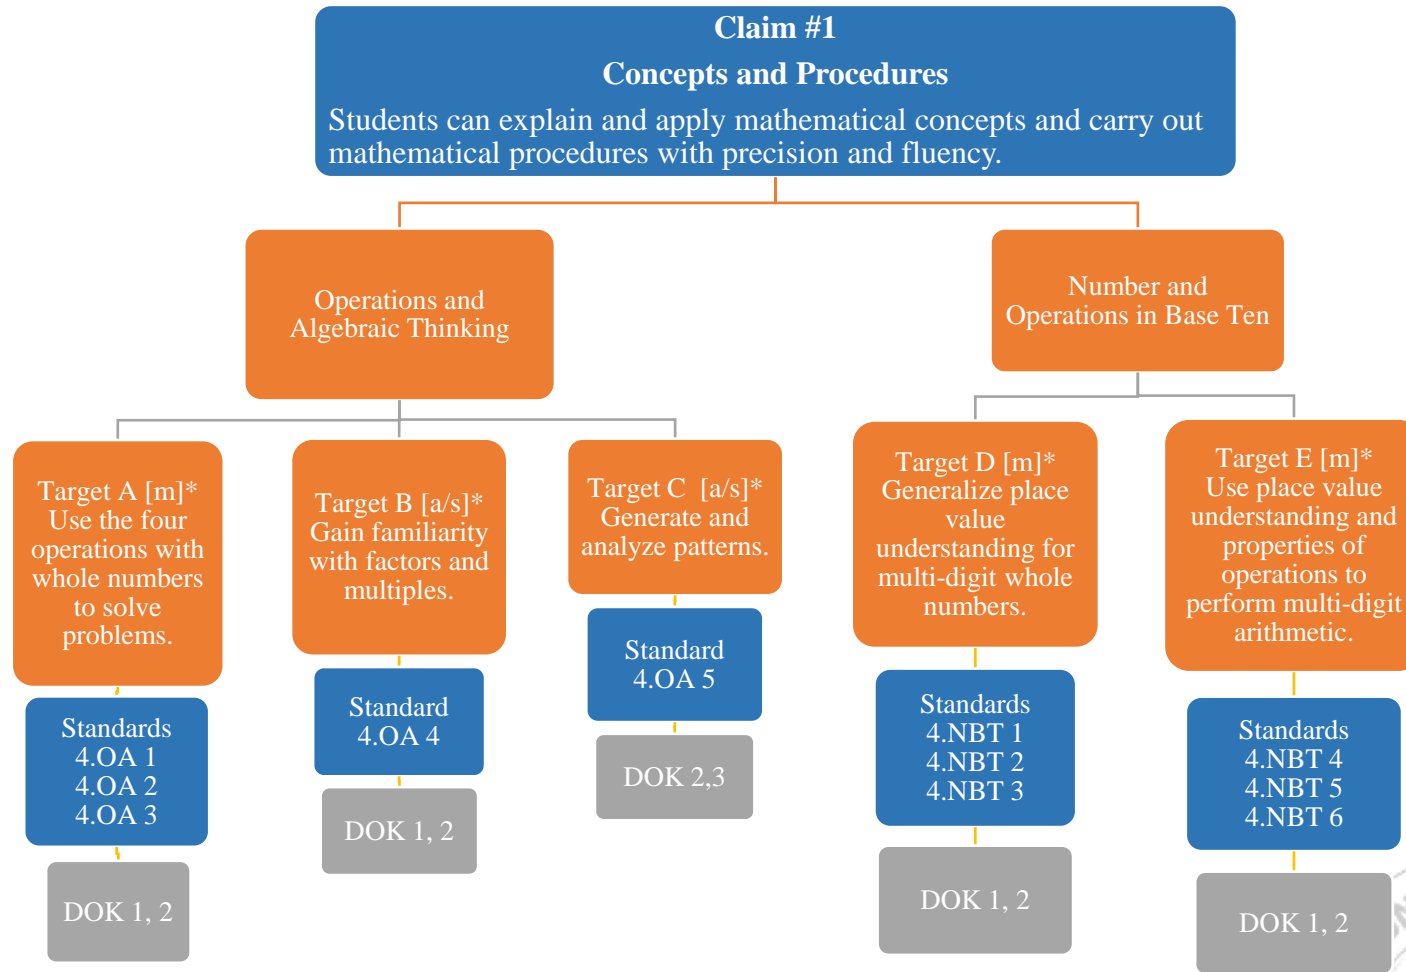 Claim #1
Concepts and Procedures
Students can explain and apply mathematical concepts and carry out
mathematical procedures with precision and fluency.
Operations and
Algebraic Thinking
Number and
Operations in Base Ten
Target A [m]*
Use the four
operations with
whole numbers
to solve
problems.
Standards
4.OA 1
4.OA 2
4.OA 3
DOK 1, 2
Target B [a/s]*
Gain familiarity
with factors and
multiples.
Standard
4.OA 4
DOK 1, 2
Target C [a/s]*
Generate and
analyze patterns.
Standard
4.OA 5
DOK 2,3
Target D [m]*
Generalize place
value
understanding for
multi-digit whole
numbers.
Standards
4.NBT 1
4.NBT 2
4.NBT 3
DOK 1, 2
Target E [m]*
Use place value
understanding and
properties of
operations to
perform multi-digit
arithmetic.
Standards
4.NBT 4
4.NBT 5
4.NBT 6
DOK 1, 2